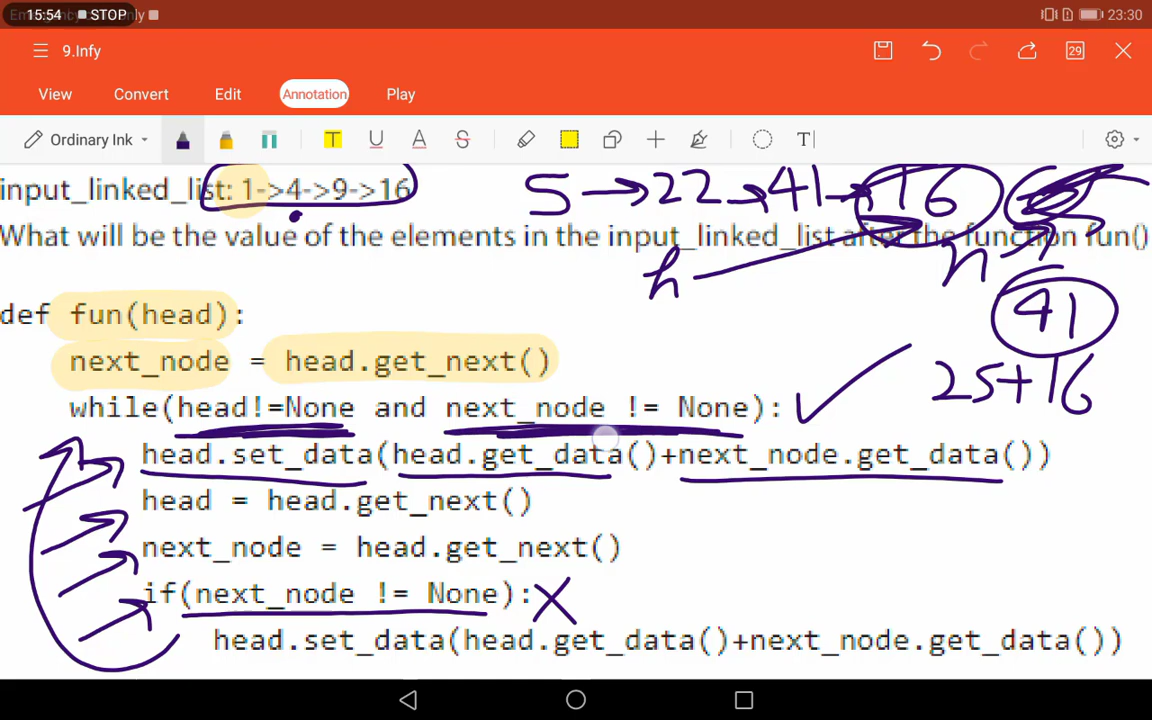 15:54 STOP
23:30
9.Infy
29
View Convert Edit Annotation Play
Ordinary Ink T U A S T
input_linked_list: 1->4->9->16 5 → 22 → 41 → 16
What will be the value of the elements in the input_linked_list after the function fun()
h n
def fun(head): 41
next_node = head.get_next() 25+16
while(head!=None and next_node != None):
head.set_data(head.get_data()+next_node.get_data())
head = head.get_next()
next_node = head.get_next()
if(next_node != None):
head.set_data(head.get_data()+next_node.get_data())